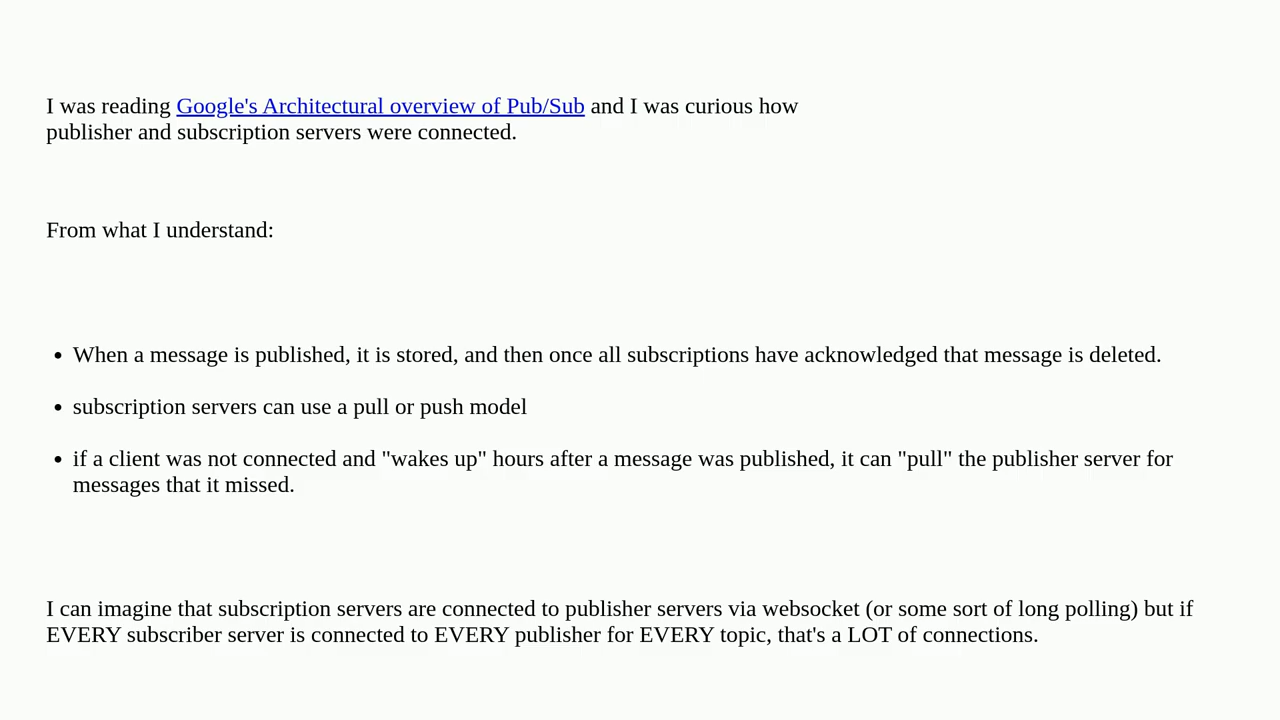 I was reading Google's Architectural overview of Pub/Sub and I was curious how
publisher and subscription servers were connected.
From what I understand:
• When a message is published, it is stored, and then once all subscriptions have acknowledged that message is deleted.
• subscription servers can use a pull or push model
• if a client was not connected and "wakes up" hours after a message was published, it can "pull" the publisher server for
messages that it missed.
I can imagine that subscription servers are connected to publisher servers via websocket (or some sort of long polling) but if
EVERY subscriber server is connected to EVERY publisher for EVERY topic, that's a LOT of connections.